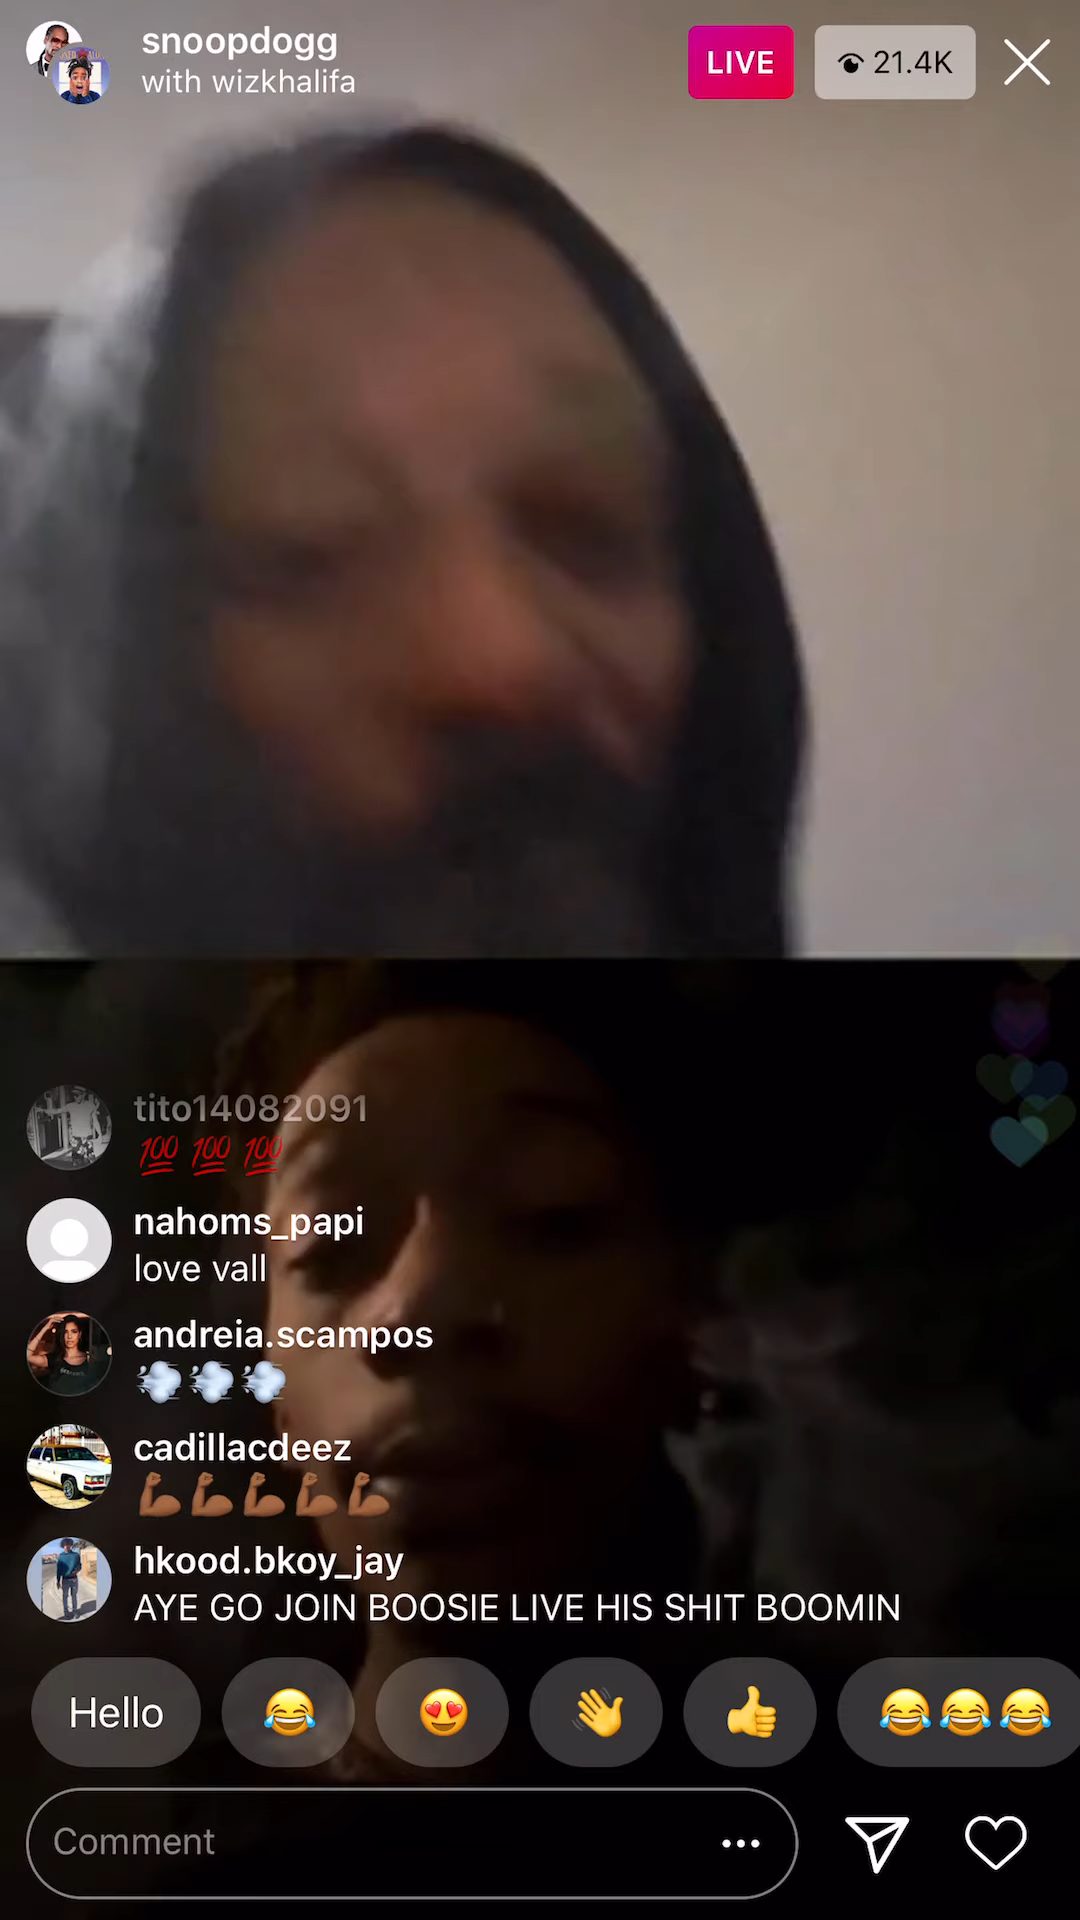 snoopdogg
with wizkhalifa
LIVE
21.4K
tito14082091
💯 💯 💯
nahoms_papi
love vall
andreia.scampos
💨💨💨
cadillacdeez
💪🏾💪🏾💪🏾💪🏾💪🏾
hkood.bkoy_jay
AYE GO JOIN BOOSIE LIVE HIS SHIT BOOMIN
Hello 😂 😍 👋 👍 😂😂😂
Comment